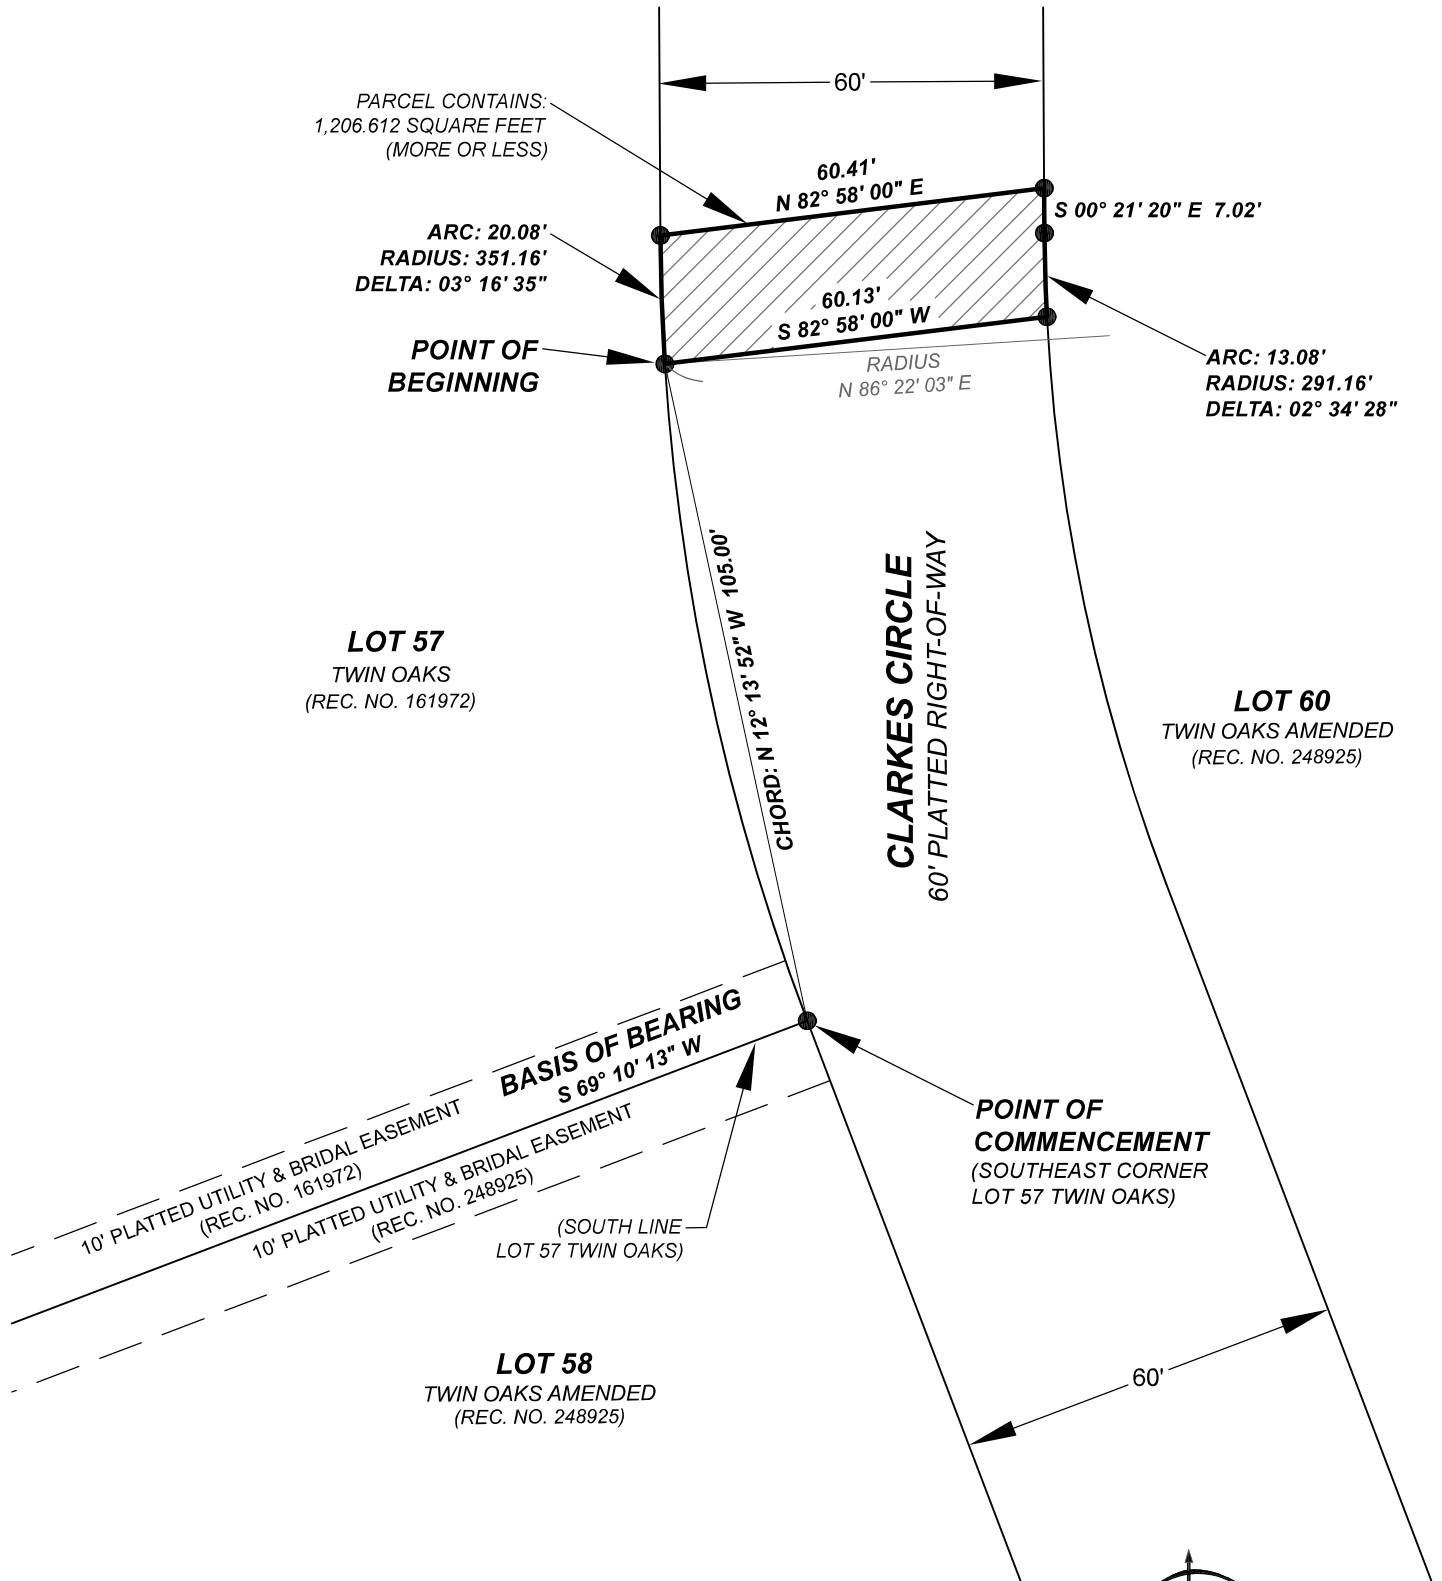 60'
PARCEL CONTAINS:
1,206.612 SQUARE FEET
(MORE OR LESS)
60.41'
N 82° 58' 00" E
S 00° 21' 20" E 7.02'
ARC: 20.08'
RADIUS: 351.16'
DELTA: 03° 16' 35"
60.13'
S 82° 58' 00" W
POINT OF
BEGINNING
RADIUS
N 86° 22' 03" E
ARC: 13.08'
RADIUS: 291.16'
DELTA: 02° 34' 28"
CHORD: N 12° 13' 52" W 105.00'
CLARKES CIRCLE
60' PLATTED RIGHT-OF-WAY
LOT 57
TWIN OAKS
(REC. NO. 161972)
LOT 60
TWIN OAKS AMENDED
(REC. NO. 248925)
BASIS OF BEARING
S 69° 10' 13" W
10' PLATTED UTILITY & BRIDAL EASEMENT
(REC. NO. 161972)
10' PLATTED UTILITY & BRIDAL EASEMENT
(REC. NO. 248925)
POINT OF
COMMENCEMENT
(SOUTHEAST CORNER
LOT 57 TWIN OAKS)
(SOUTH LINE
LOT 57 TWIN OAKS)
LOT 58
TWIN OAKS AMENDED
(REC. NO. 248925)
60'